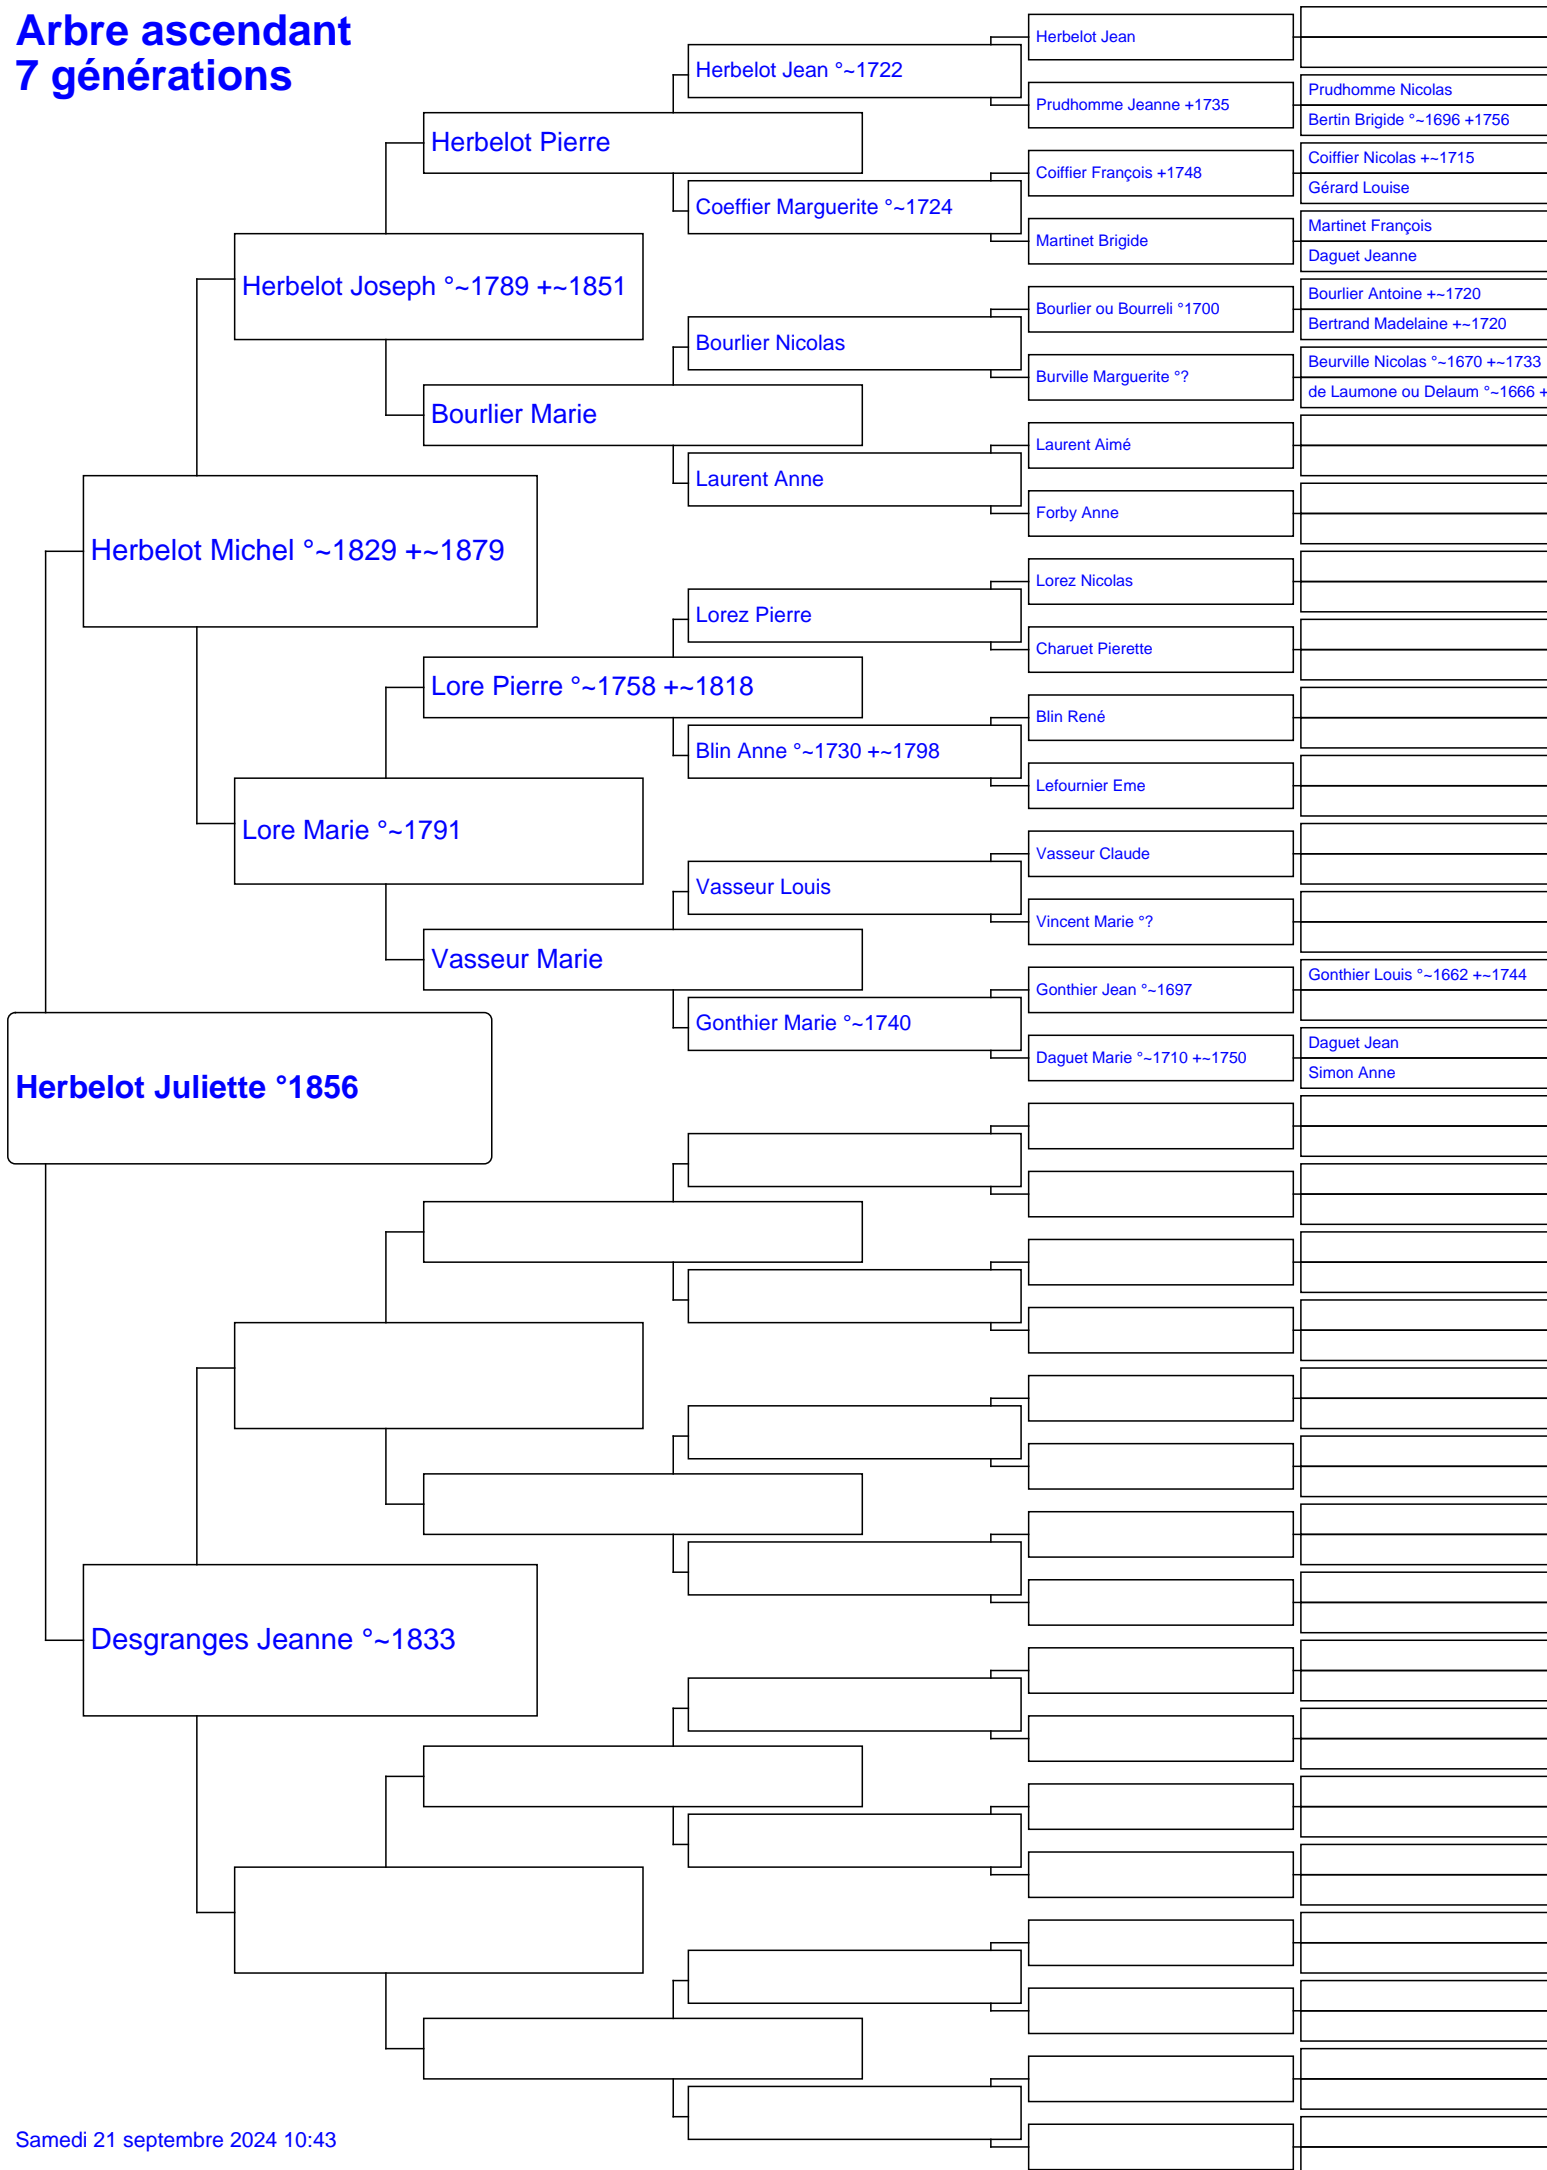 Arbre ascendant
7 générations
Herbelot Juliette °1856
Herbelot Michel °~1829 +~1879
Desgranges Jeanne °~1833
Herbelot Joseph °~1789 +~1851
Lore Marie °~1791
Herbelot Pierre
Bourlier Marie
Lore Pierre °~1758 +~1818
Vasseur Marie
Herbelot Jean °~1722
Coeffier Marguerite °~1724
Bourlier Nicolas
Laurent Anne
Lorez Pierre
Blin Anne °~1730 +~1798
Vasseur Louis
Gonthier Marie °~1740
Herbelot Jean
Prudhomme Jeanne +1735
Coiffier François +1748
Martinet Brigide
Bourlier ou Bourreli °1700
Burville Marguerite °?
Laurent Aimé
Forby Anne
Lorez Nicolas
Charuet Pierette
Blin René
Lefournier Eme
Vasseur Claude
Vincent Marie °?
Gonthier Jean °~1697
Daguet Marie °~1710 +~1750
Prudhomme Nicolas
Bertin Brigide °~1696 +1756
Coiffier Nicolas +~1715
Gérard Louise
Martinet François
Daguet Jeanne
Bourlier Antoine +~1720
Bertrand Madelaine +~1720
Beurville Nicolas °~1670 +~1733
de Laumone ou Delaum °~1666 +
Gonthier Louis °~1662 +~1744
Daguet Jean
Simon Anne
Samedi 21 septembre 2024 10:43